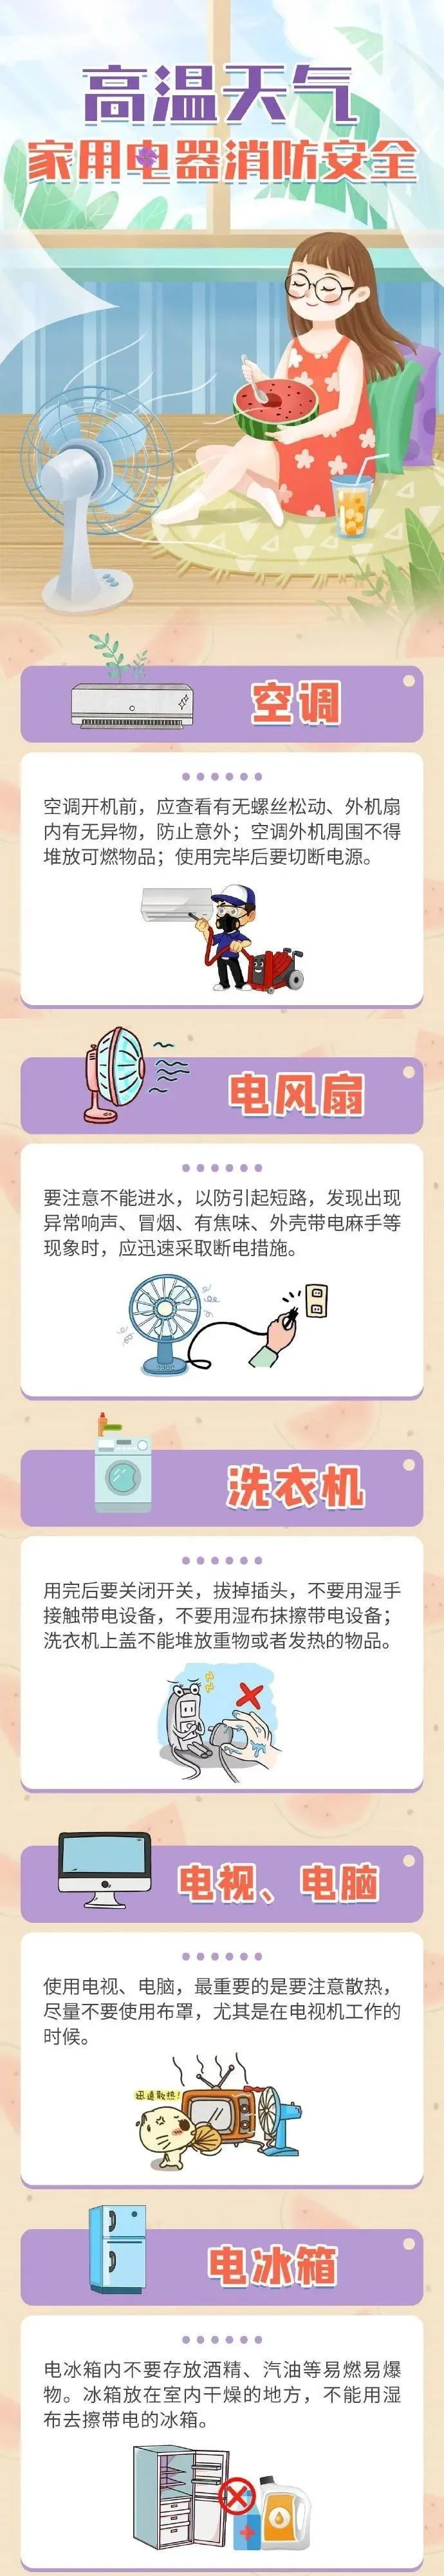 高温天气
家用电器消防安全
空调
空调开机前，应查看有无螺丝松动、外机扇
内有无异物，防止意外；空调外机周围不得
堆放可燃物品；使用完毕后要切断电源。
电风扇
要注意不能进水，以防引起短路，发现出现
异常响声、冒烟、有焦味、外壳带电麻手等
现象时，应迅速采取断电措施。
洗衣机
用完后要关闭开关，拔掉插头，不要用湿手
接触带电设备，不要用湿布抹擦带电设备；
洗衣机上盖不能堆放重物或者发热的物品。
电视、电脑
使用电视、电脑，最重要的是要注意散热，
尽量不要使用布罩，尤其是在电视机工作的
时候。
迅速散热！
电冰箱
电冰箱内不要存放酒精、汽油等易燃易爆
物。冰箱放在室内干燥的地方，不能用湿
布去擦带电的冰箱。